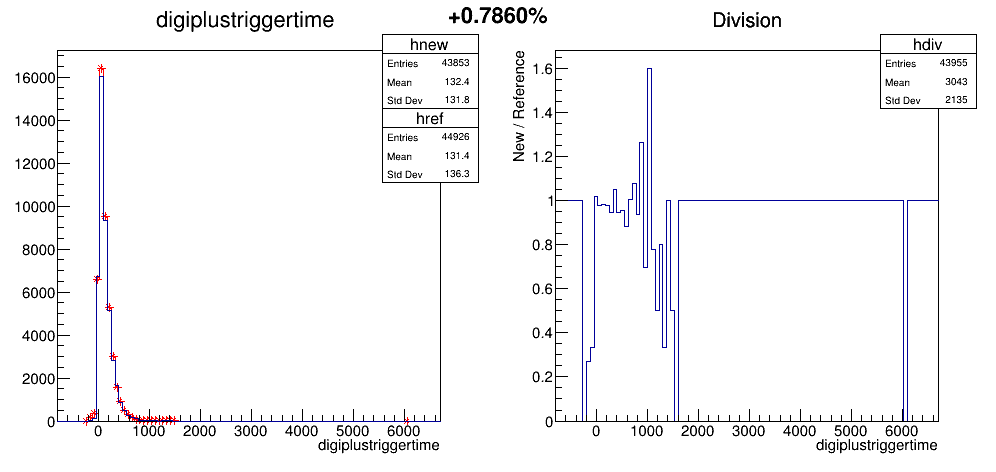 digiplustriggertime
+0.7860%
Division
hnew
Entries 43853
Mean 132.4
Std Dev 131.8
href
Entries 44926
Mean 131.4
Std Dev 136.3
16000
14000
12000
10000
8000
6000
4000
2000
0
0 1000 2000 3000 4000 5000 6000
digiplustriggertime
hdiv
Entries 43955
Mean 3043
Std Dev 2135
New / Reference
1.6
1.4
1.2
1
0.8
0.6
0.4
0.2
0
0 1000 2000 3000 4000 5000 6000
digiplustriggertime